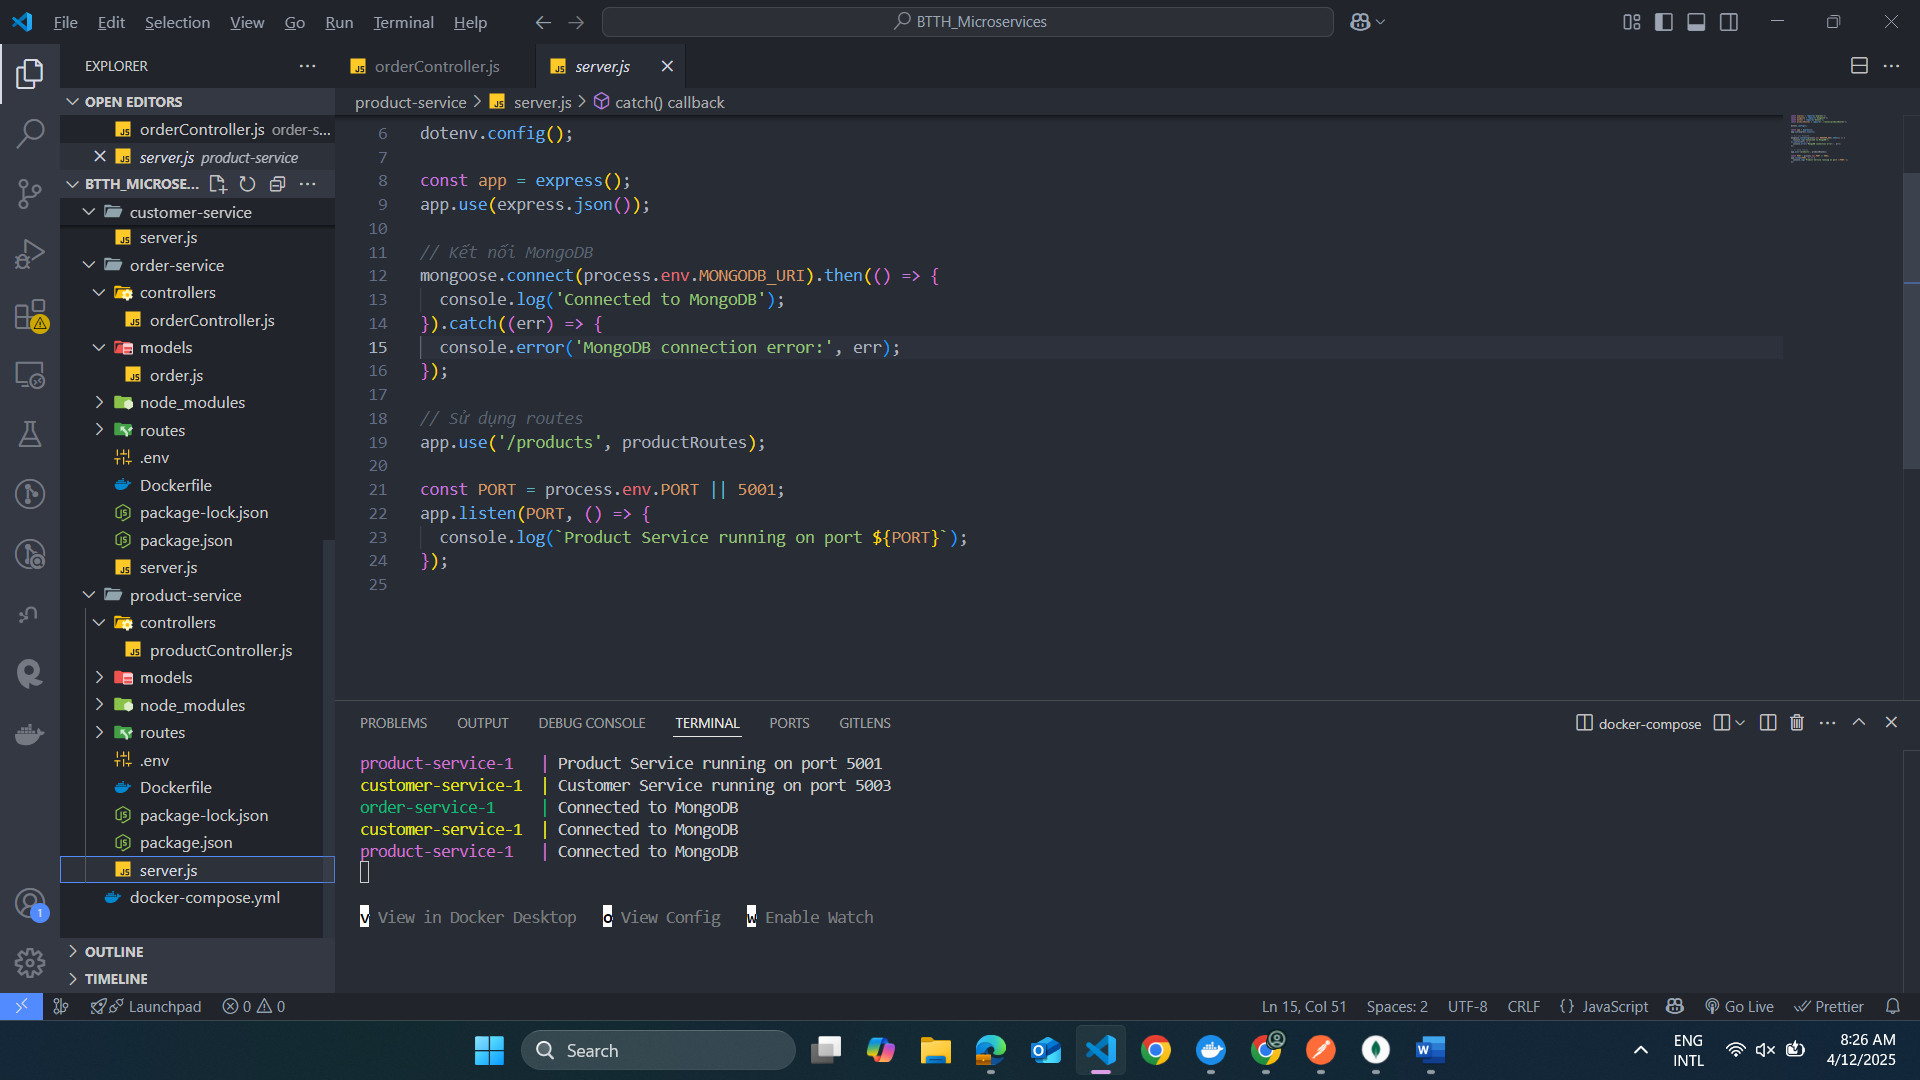 File Edit Selection View Go Run Terminal Help
BTTH_Microservices
EXPLORER
OPEN EDITORS
orderController.js order-s...
server.js product-service
BTTH_MICROSE...
customer-service
server.js
order-service
controllers
orderController.js
models
order.js
node_modules
routes
.env
Dockerfile
package-lock.json
package.json
server.js
product-service
controllers
productController.js
models
node_modules
routes
.env
Dockerfile
package-lock.json
package.json
server.js
docker-compose.yml
OUTLINE
TIMELINE
orderController.js
server.js
product-service > server.js > catch() callback
6 dotenv.config();
7
8 const app = express();
9 app.use(express.json());
10
11 // Kết nối MongoDB
12 mongoose.connect(process.env.MONGODB_URI).then(() => {
13 console.log('Connected to MongoDB');
14 }).catch((err) => {
15 console.error('MongoDB connection error:', err);
16 });
17
18 // Sử dụng routes
19 app.use('/products', productRoutes);
20
21 const PORT = process.env.PORT || 5001;
22 app.listen(PORT, () => {
23 console.log(`Product Service running on port ${PORT}`);
24 });
25
PROBLEMS OUTPUT DEBUG CONSOLE TERMINAL PORTS GITLENS
docker-compose
product-service-1 | Product Service running on port 5001
customer-service-1 | Customer Service running on port 5003
order-service-1 | Connected to MongoDB
customer-service-1 | Connected to MongoDB
product-service-1 | Connected to MongoDB
v View in Docker Desktop o View Config w Enable Watch
1
Launchpad 0 0
Ln 15, Col 51 Spaces: 2 UTF-8 CRLF {} JavaScript Go Live Prettier
Search
ENG
INTL
8:26 AM
4/12/2025